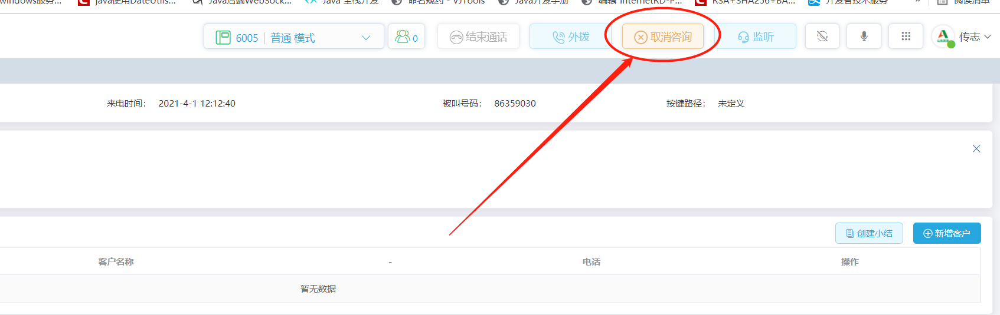 windows服务... java使用DateUtils... Java后端WebSock... Java 全栈开发 命名规约 - VJTools Java开发手册 编辑 InternetRD-P... RSA+SHA256+BA... 开发者技术服务 » 阅读清单
6005 普通 模式 0 结束通话 外拨 取消咨询 监听 传志
来电时间： 2021-4-1 12:12:40 被叫号码： 86359030 按键路径： 未定义
创建小结 新增客户
客户名称 - 电话 操作
暂无数据